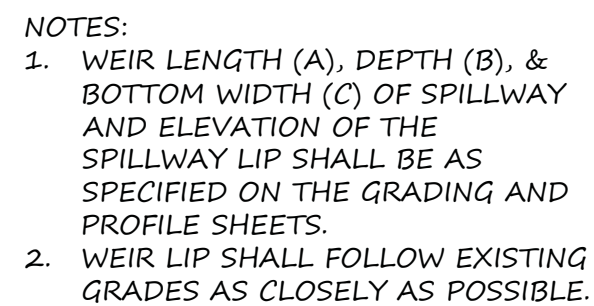 NOTES:
1. WEIR LENGTH (A), DEPTH (B), &
BOTTOM WIDTH (C) OF SPILLWAY
AND ELEVATION OF THE
SPILLWAY LIP SHALL BE AS
SPECIFIED ON THE GRADING AND
PROFILE SHEETS.
2. WEIR LIP SHALL FOLLOW EXISTING
GRADES AS CLOSELY AS POSSIBLE.